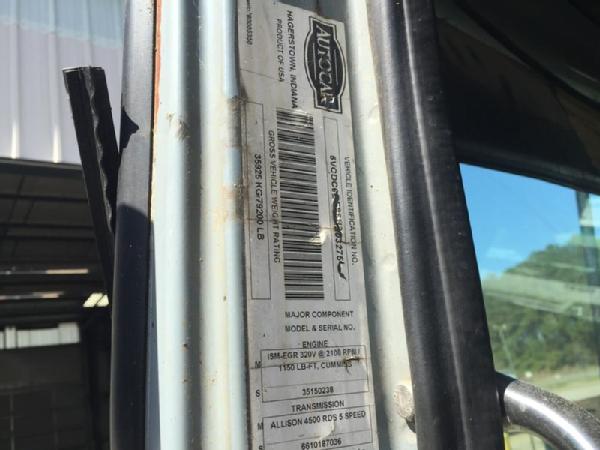 AUTOCAR
HAGERSTOWN, INDIANA
PRODUCT OF USA
VEHICLE IDENTIFICATION NO.
GROSS VEHICLE WEIGHT RATING
35925 KG/79200 LB
MAJOR COMPONENT
MODEL & SERIAL NO.
ENGINE
M ISM-EGR 320V @ 2100 RPM
1150 LB-FT, CUMMINS
S 35150238
TRANSMISSION
M ALLISON 4500 RDS 5 SPEED
S 6610187036